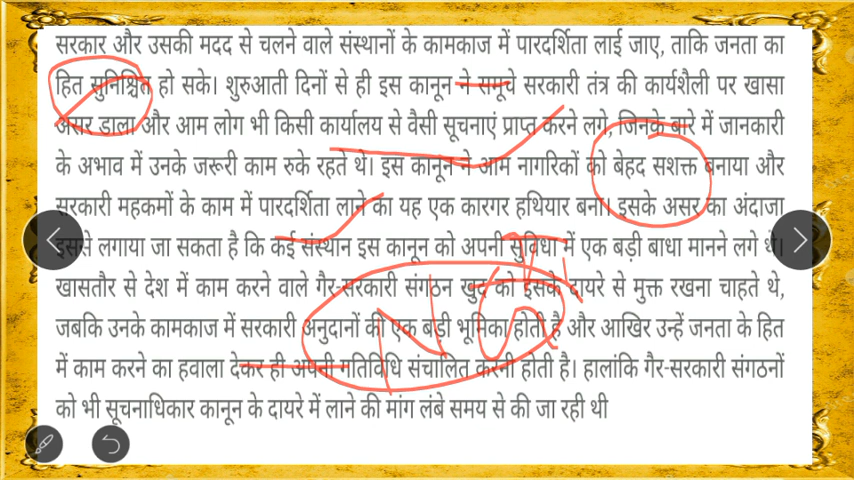 सरकार और उसकी मदद से चलने वाले संस्थानों के कामकाज में पारदर्शिता लाई जाए, ताकि जनता का
हित सुनिश्चित हो सके। शुरुआती दिनों से ही इस कानून ने समूचे सरकारी तंत्र की कार्यशैली पर खासा
असर डाला और आम लोग भी किसी कार्यालय से वैसी सूचनाएं प्राप्त करने लगे, जिनके बारे में जानकारी
के अभाव में उनके जरूरी काम रुके रहते थे। इस कानून ने आम नागरिकों को बेहद सशक्त बनाया और
सरकारी महकमों के काम में पारदर्शिता लाने का यह एक कारगर हथियार बना। इसके असर का अंदाजा
इससे लगाया जा सकता है कि कई संस्थान इस कानून को अपनी सुविधा में एक बड़ी बाधा मानने लगे थे।
खासतौर से देश में काम करने वाले गैर-सरकारी संगठन खुद को इसके दायरे से मुक्त रखना चाहते थे,
जबकि उनके कामकाज में सरकारी अनुदानों की एक बड़ी भूमिका होती है और आखिर उन्हें जनता के हित
में काम करने का हवाला देकर ही अपनी गतिविधि संचालित करनी होती है। हालांकि गैर-सरकारी संगठनों
को भी सूचनाधिकार कानून के दायरे में लाने की मांग लंबे समय से की जा रही थी